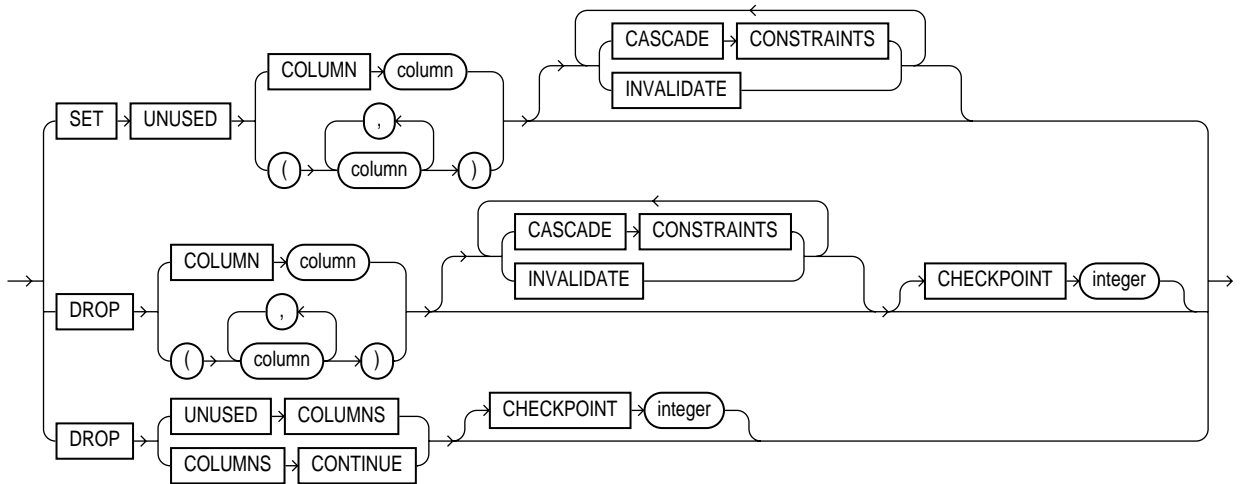 CASCADE CONSTRAINTS
INVALIDATE
COLUMN column
SET UNUSED
,
( column )
CASCADE CONSTRAINTS
INVALIDATE
COLUMN column
CHECKPOINT integer
DROP
,
( column )
UNUSED COLUMNS
CHECKPOINT integer
DROP
COLUMNS CONTINUE